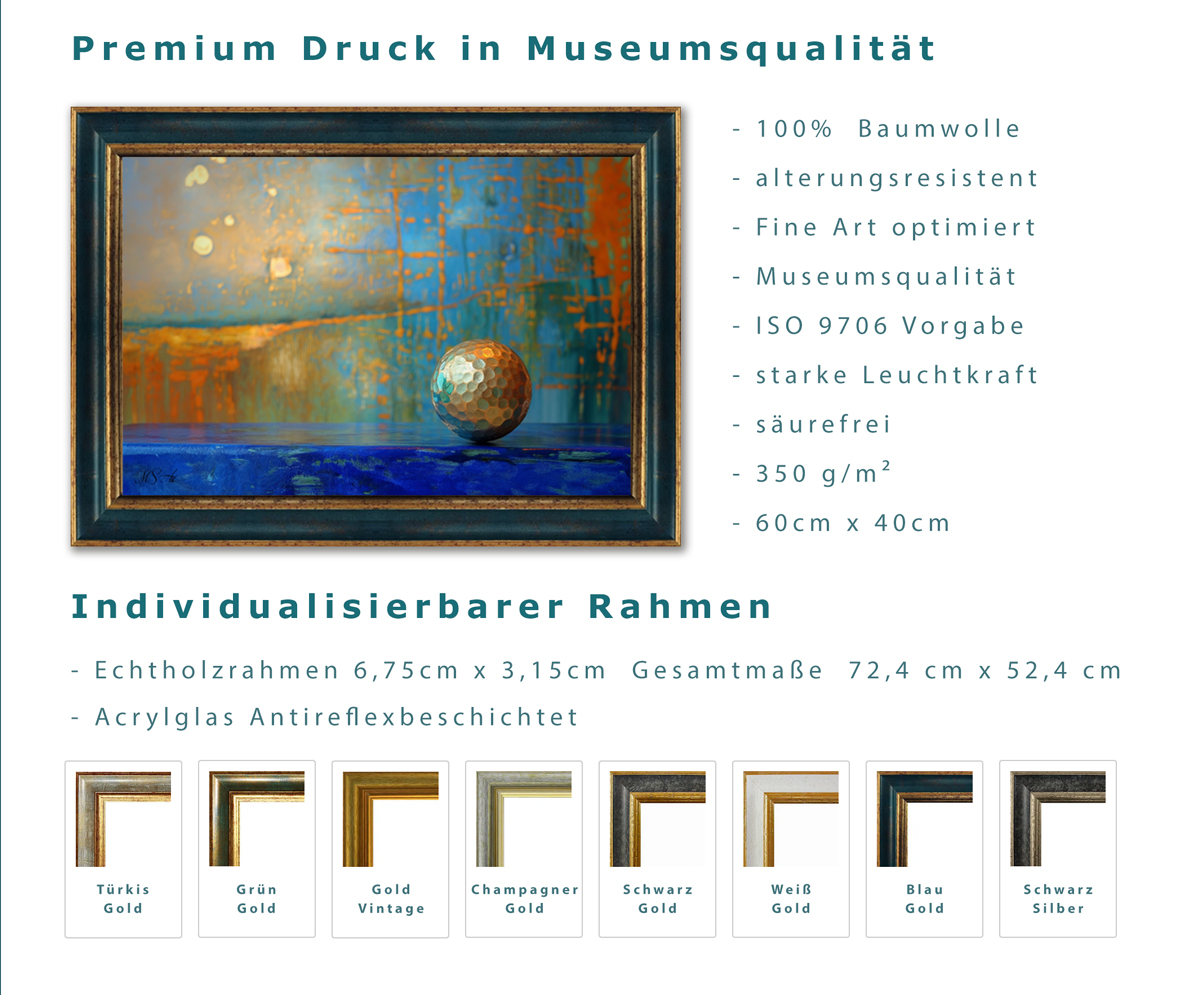 Premium Druck in Museumsqualität
- 100% Baumwolle
- alterungsresistent
- Fine Art optimiert
- Museumsqualität
- ISO 9706 Vorgabe
- starke Leuchtkraft
- säurefrei
- 350 g/m²
- 60cm x 40cm
Individualisierbarer Rahmen
- Echtholzrahmen 6,75cm x 3,15cm Gesamtmaße 72,4 cm x 52,4 cm
- Acrylglas Antireflexbeschichtet
Türkis
Gold
Grün
Gold
Gold
Vintage
Champagner
Gold
Schwarz
Gold
Weiß
Gold
Blau
Gold
Schwarz
Silber